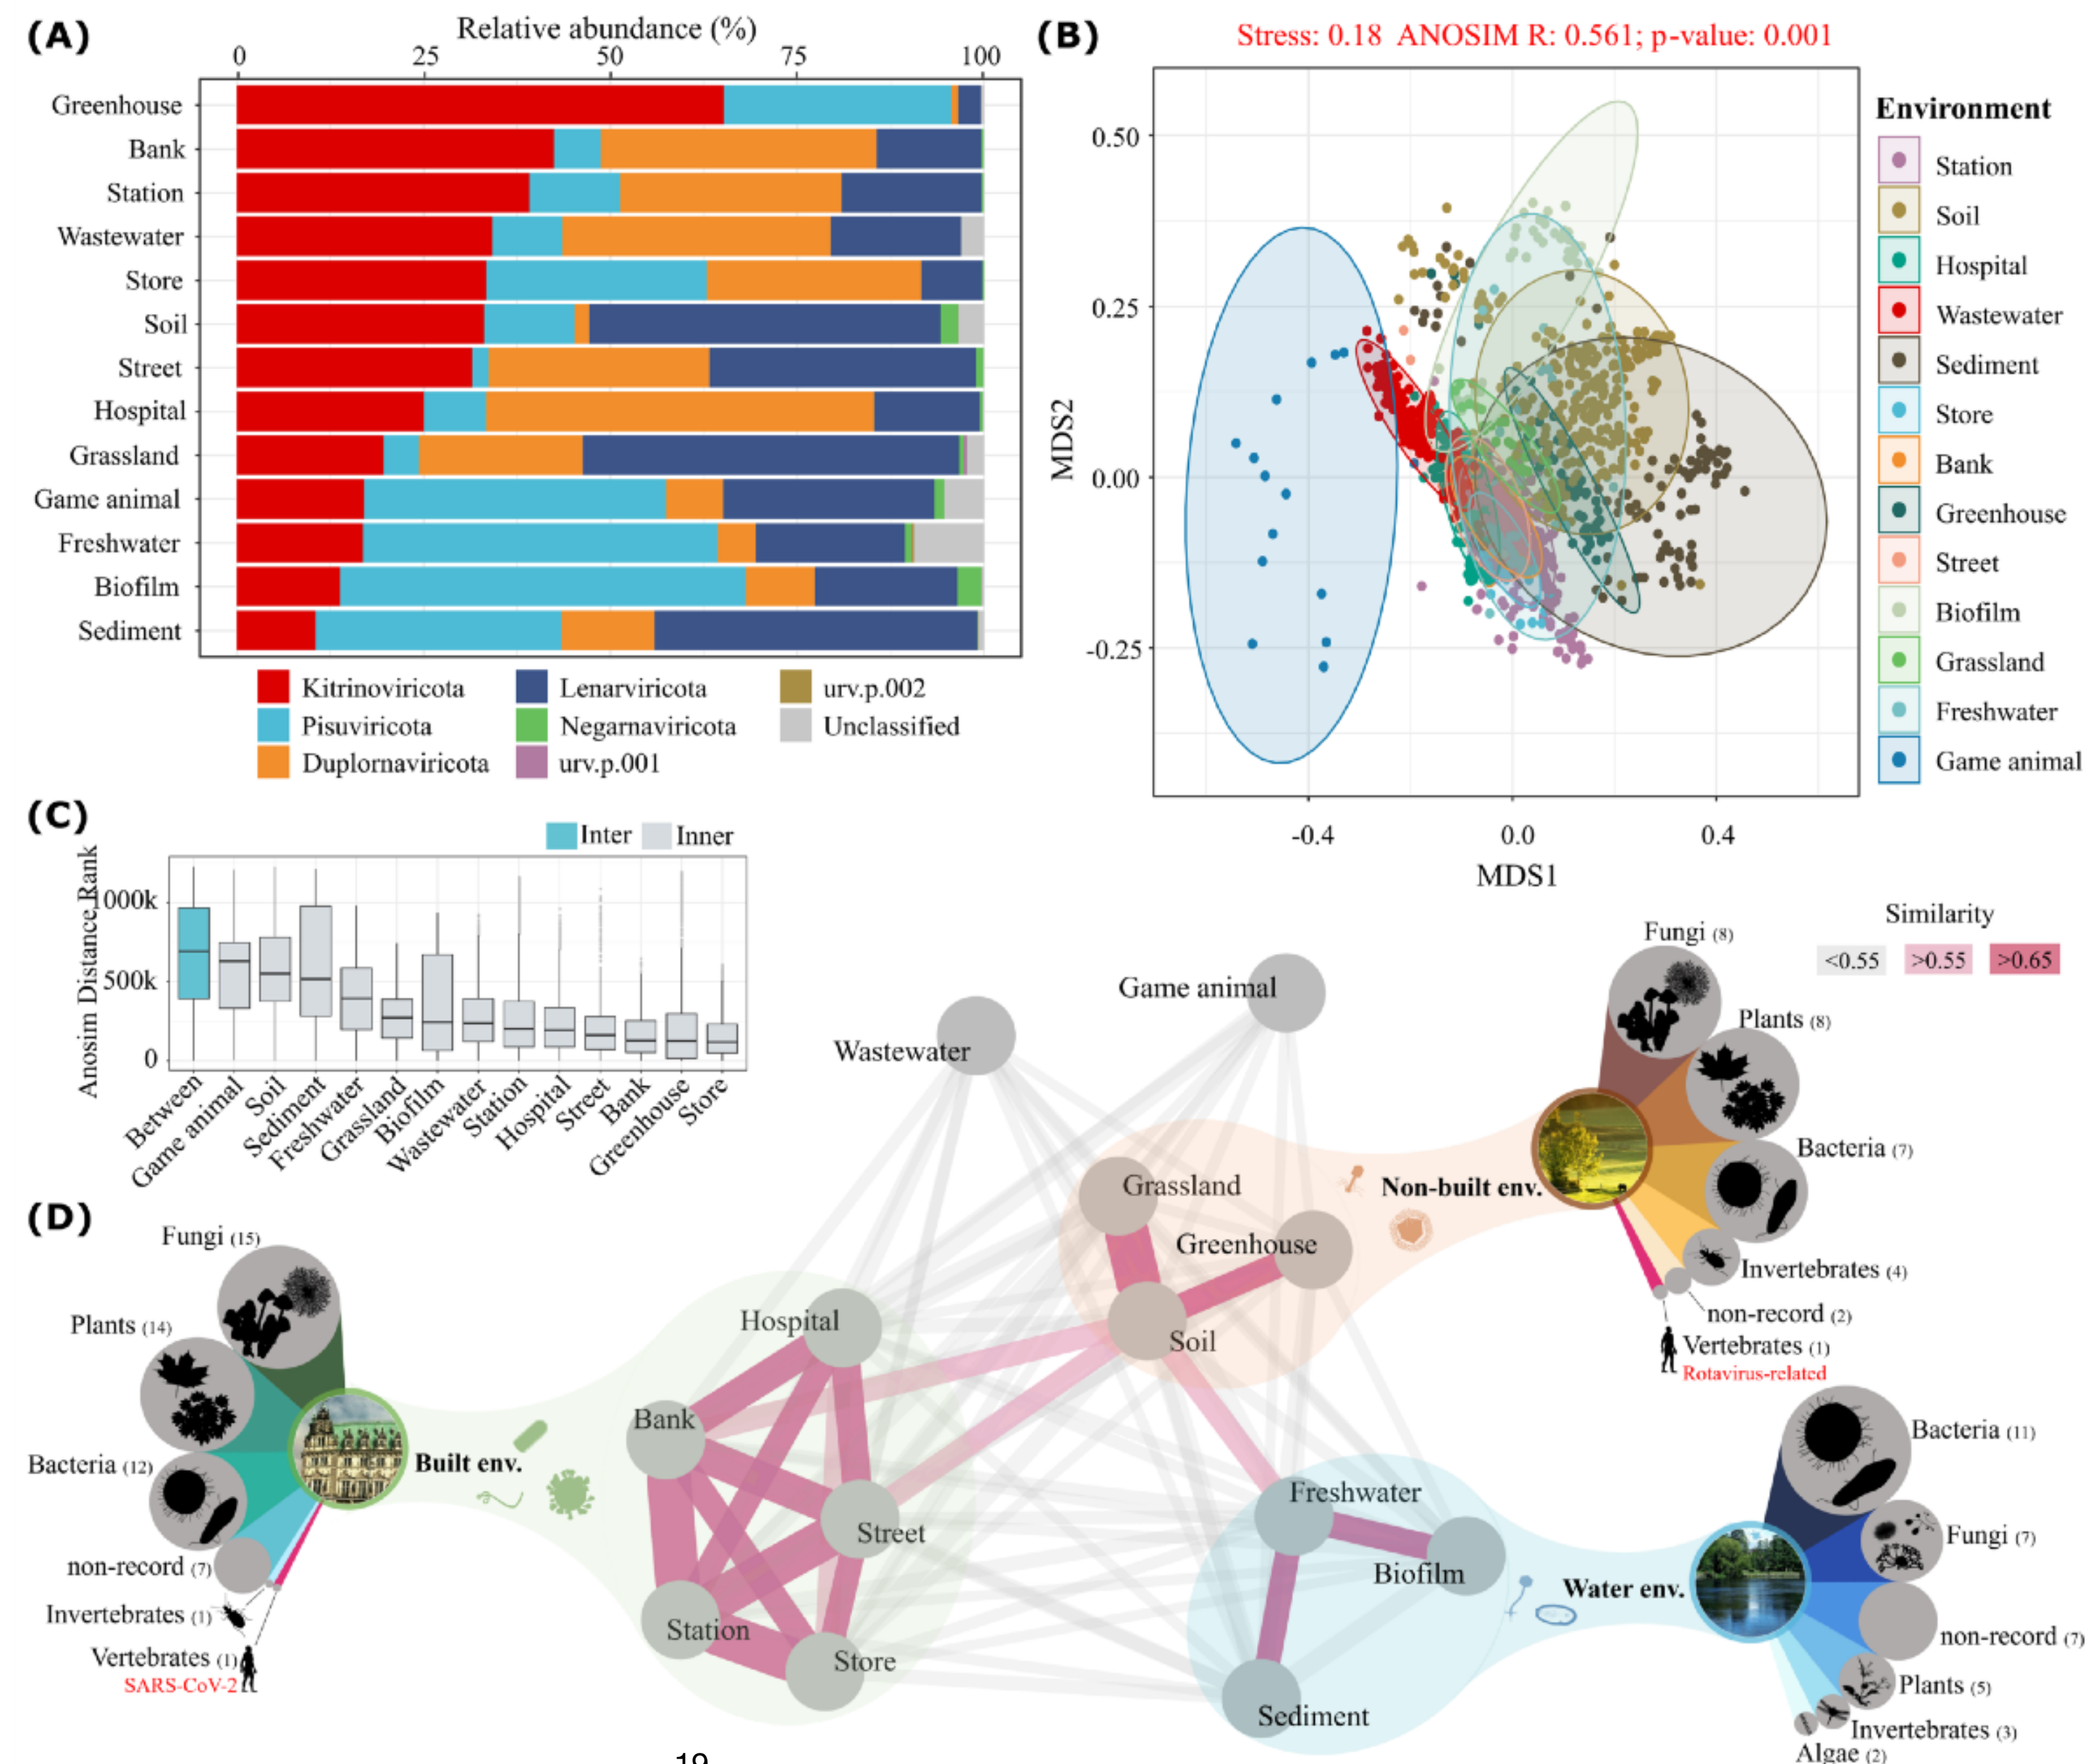 (A)
Relative abundance (%)
0 25 50 75 100
Greenhouse
Bank
Station
Wastewater
Store
Soil
Street
Hospital
Grassland
Game animal
Freshwater
Biofilm
Sediment
Kitrinoviricota
Lenarviricota
urv.p.002
Pisuviricota
Negarnaviricota
Unclassified
Duplornaviricota
urv.p.001
(B)
Stress: 0.18 ANOSIM R: 0.561; p-value: 0.001
MDS2
0.50
0.25
0.00
-0.25
-0.4 0.0 0.4
MDS1
Environment
Station
Soil
Hospital
Wastewater
Sediment
Store
Bank
Greenhouse
Street
Biofilm
Grassland
Freshwater
Game animal
(C)
Inter Inner
Anosim Distance Rank
1000k
500k
0
Between
Game animal
Soil
Sediment
Freshwater
Grassland
Biofilm
Wastewater
Station
Hospital
Street
Bank
Greenhouse
Store
(D)
Similarity
<0.55 >0.55 >0.65
Wastewater
Game animal
Grassland
Greenhouse
Soil
Non-built env.
Fungi (8)
Plants (8)
Bacteria (7)
Invertebrates (4)
non-record (2)
Vertebrates (1)
Rotavirus-related
Fungi (15)
Plants (14)
Bacteria (12)
non-record (7)
Invertebrates (1)
Vertebrates (1)
SARS-CoV-2
Built env.
Hospital
Bank
Street
Station
Store
Freshwater
Biofilm
Sediment
Water env.
Bacteria (11)
Fungi (7)
non-record (7)
Plants (5)
Invertebrates (3)
Algae (2)
19